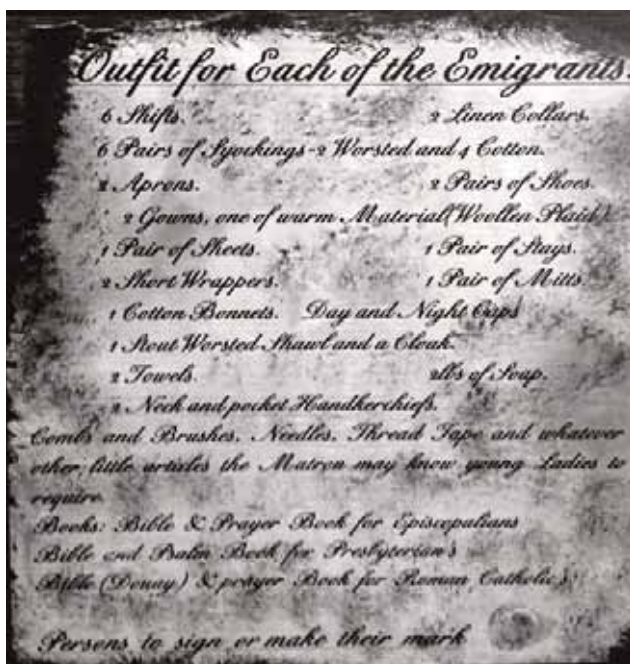 Outfit for Each of the Emigrants.
6 Shifts. 2 Linen Collars.
6 Pairs of Syockings-2 Worsted and 4 Cotton.
2 Aprons. 2 Pairs of Shoes.
2 Gowns, one of warm Material(Woollen Plaid)
1 Pair of Sheets. 1 Pair of Stays.
2 Short Wrappers. 1 Pair of Mitts.
1 Cotton Bonnets. Day and Night Caps
1 Stout Worsted Shawl and a Cloak.
2 Towels. 2lbs of Soap.
2 Neck and pocket Handkerchiefs.
Combs and Brushes, Needles, Thread Tape and whatever
other little articles the Matron may know young Ladies to
require.
Books: Bible & Prayer Book for Episcopalians
Bible and Psalm Book for Presbyterian's
Bible (Douay) & prayer Book for Roman Catholic's
Persons to sign or make their mark